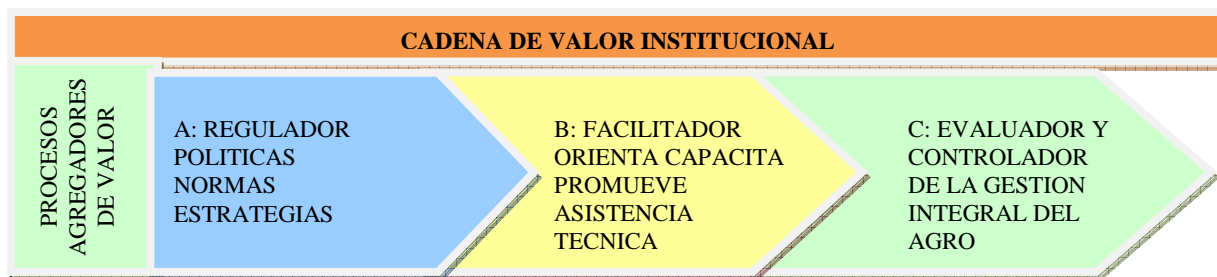 CADENA DE VALOR INSTITUCIONAL
PROCESOS
AGREGADORES
DE VALOR
A: REGULADOR
POLITICAS
NORMAS
ESTRATEGIAS
B: FACILITADOR
ORIENTA CAPACITA
PROMUEVE
ASISTENCIA
TECNICA
C: EVALUADOR Y
CONTROLADOR
DE LA GESTION
INTEGRAL DEL
AGRO